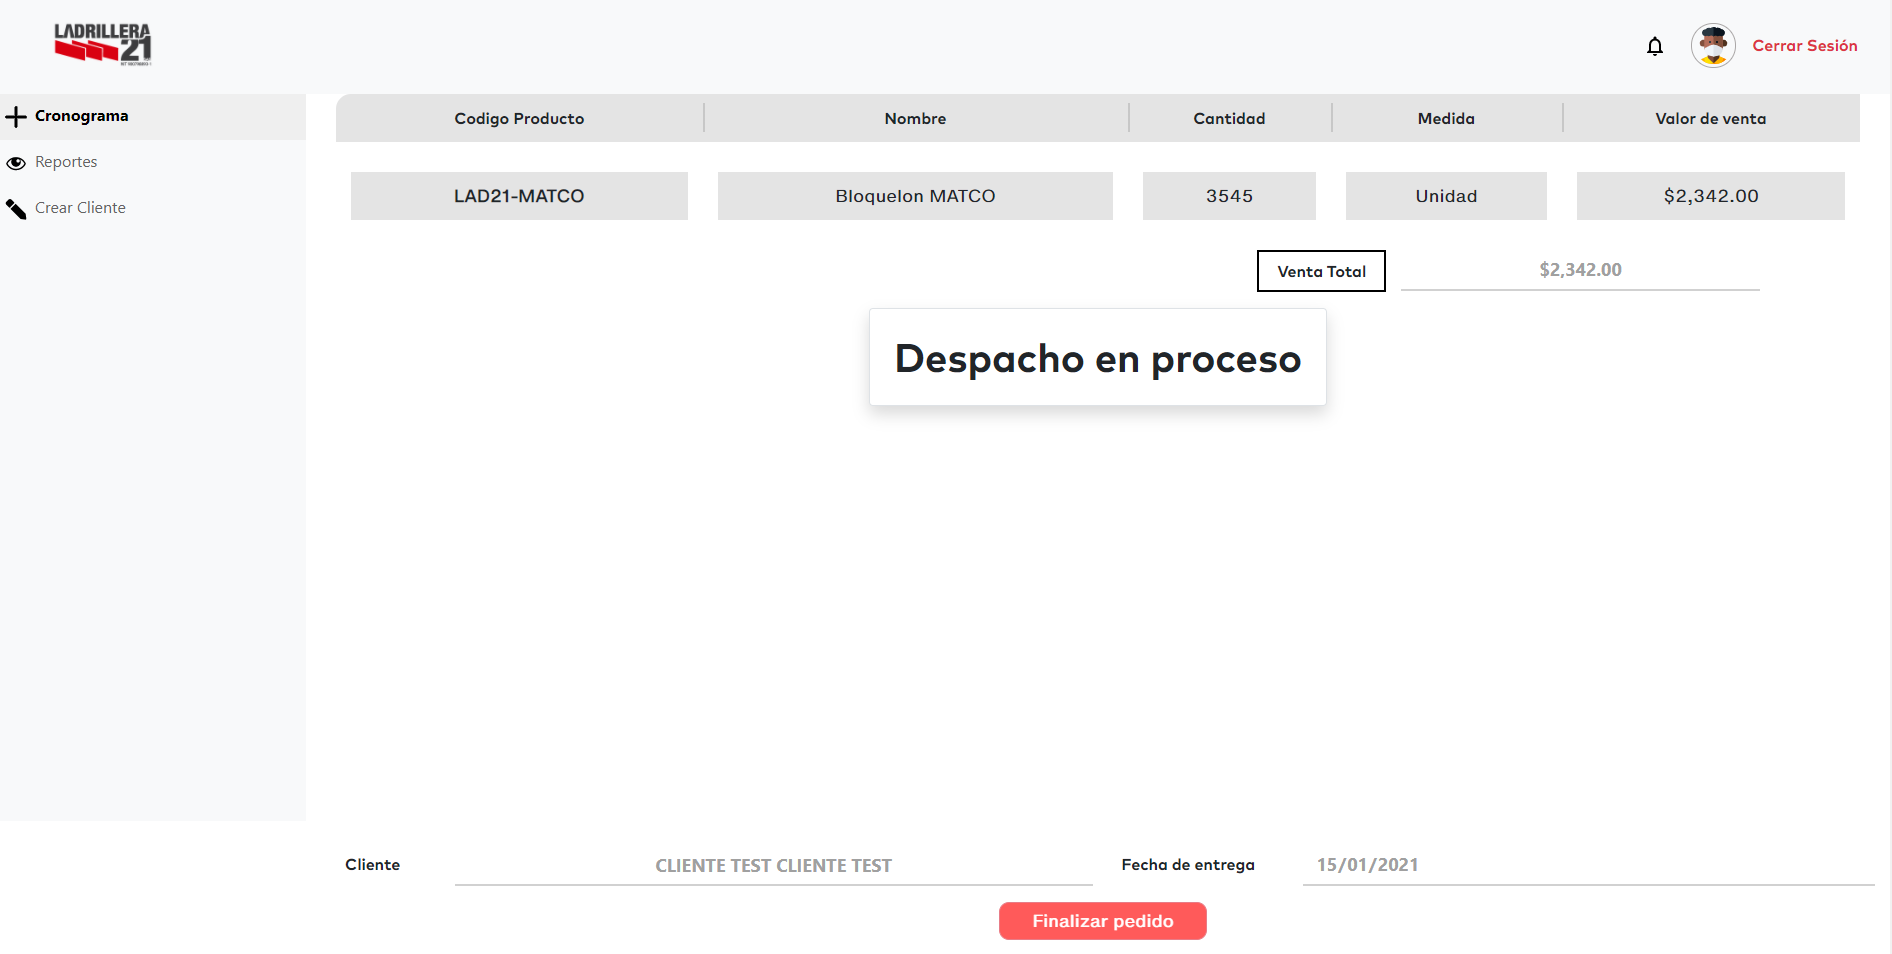 LADRILLERA
21
Cerrar Sesión
Cronograma
Reportes
Crear Cliente
Codigo Producto Nombre Cantidad Medida Valor de venta
LAD21-MATCO Bloquelon MATCO 3545 Unidad $2,342.00
Venta Total $2,342.00
Despacho en proceso
Cliente CLIENTE TEST CLIENTE TEST Fecha de entrega 15/01/2021
Finalizar pedido